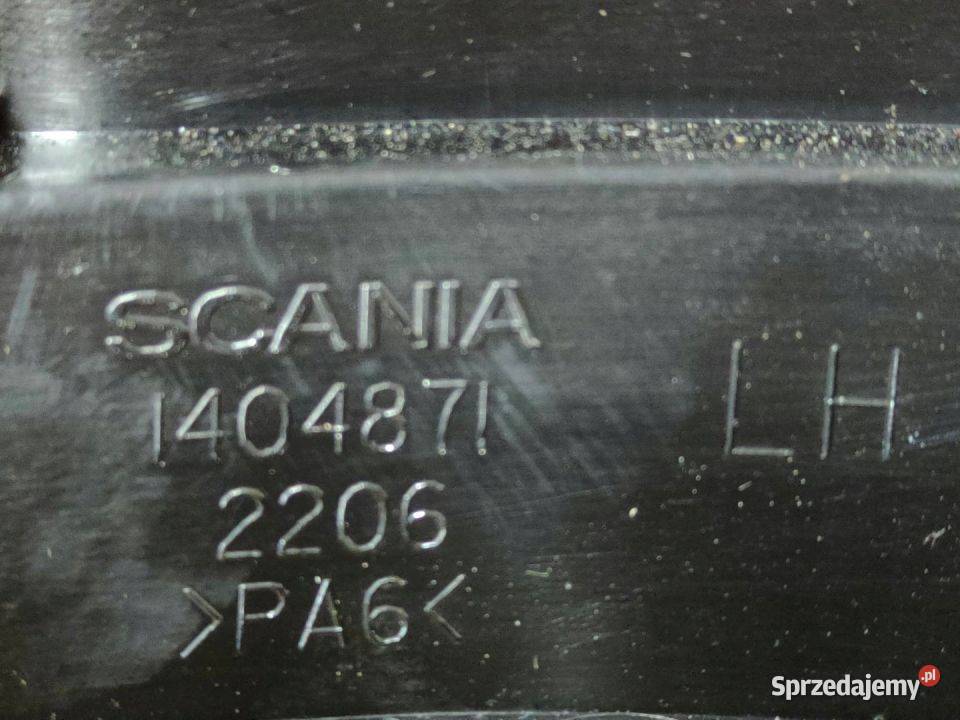 SCANIA
1404871
LH
2206
>PA6<
Sprzedajemy.pl